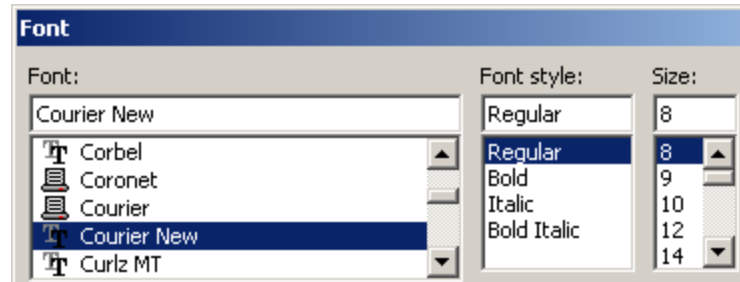 Font
Font: Font style: Size:
Courier New Regular 8
Corbel Regular 8
Coronet Bold 9
Courier Italic 10
Courier New Bold Italic 12
Curlz MT 14